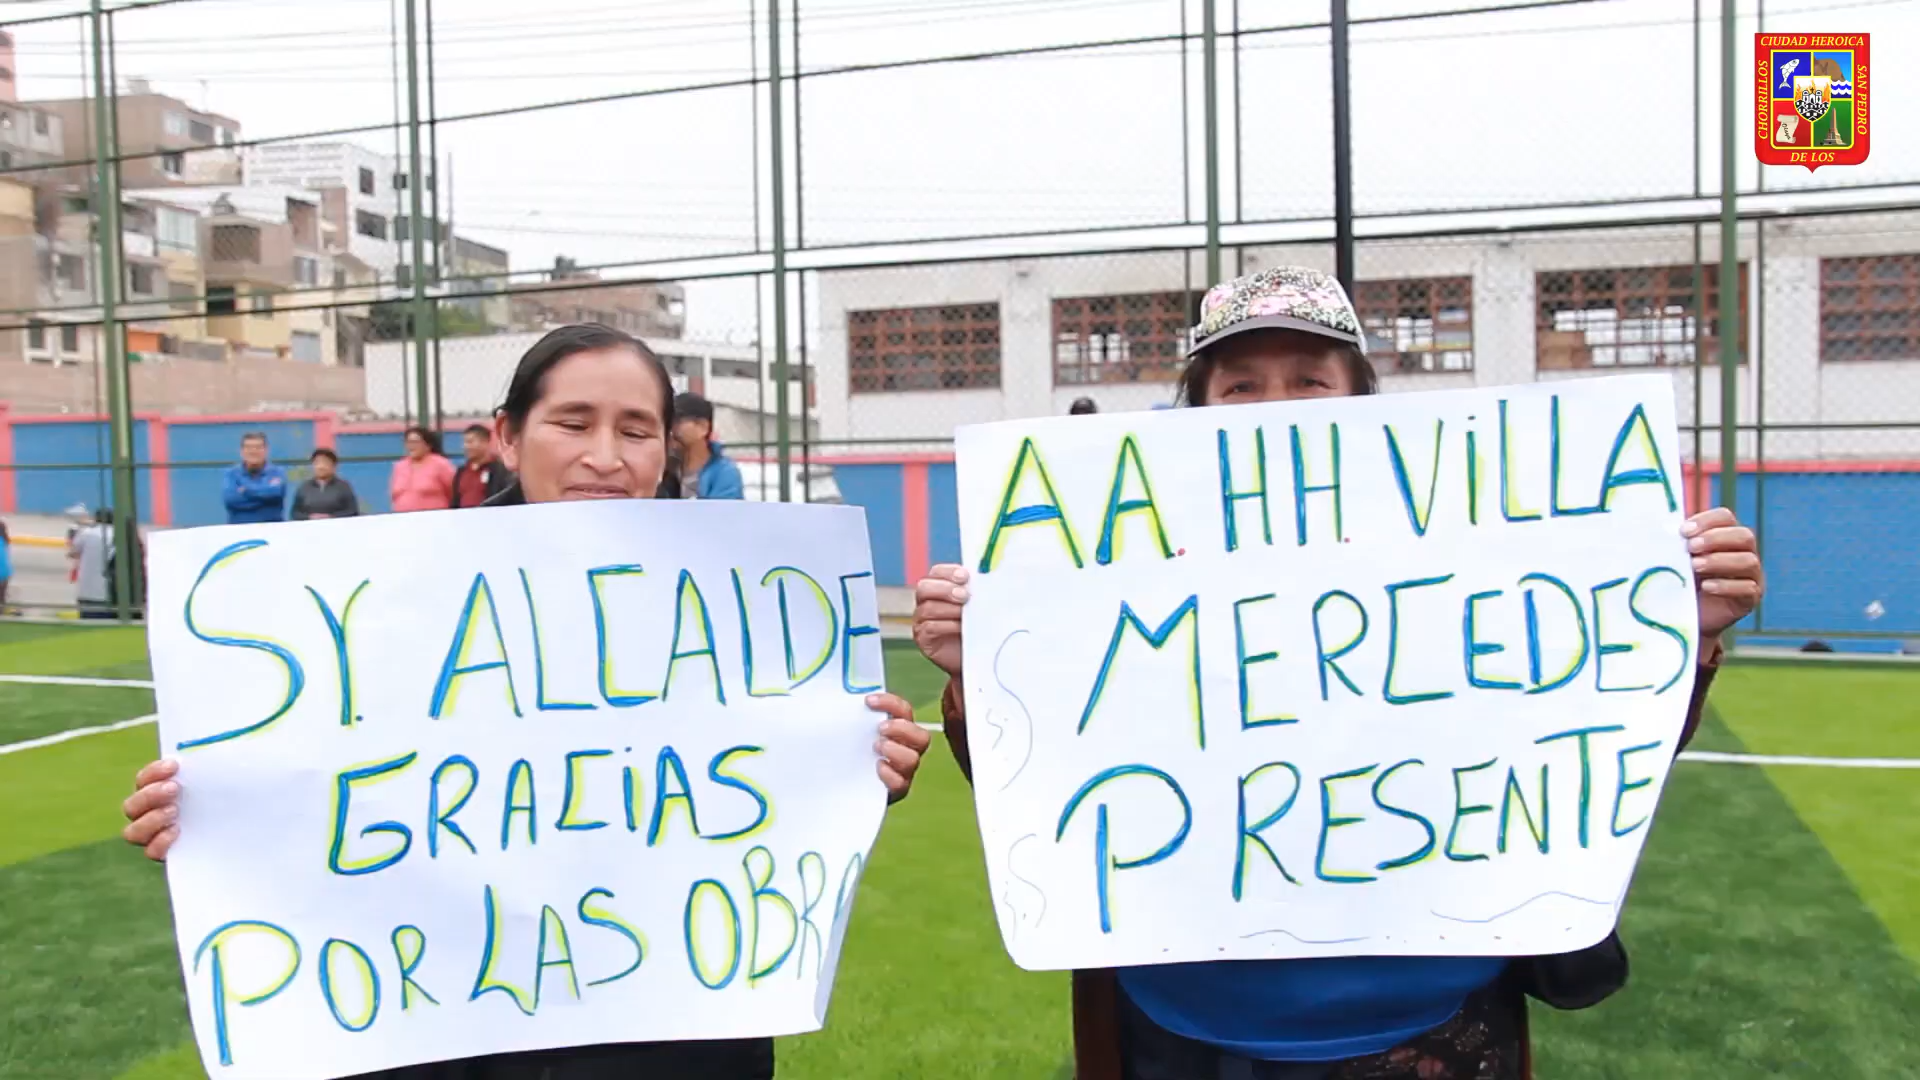 SY. ALCALDE
GRACIAS
POR LAS OBRA
AA. HH. ViLLA
MERCEDES
PRESENTE
CIUDAD HEROICA
CHORRILLOS
SAN PEDRO
DE LOS